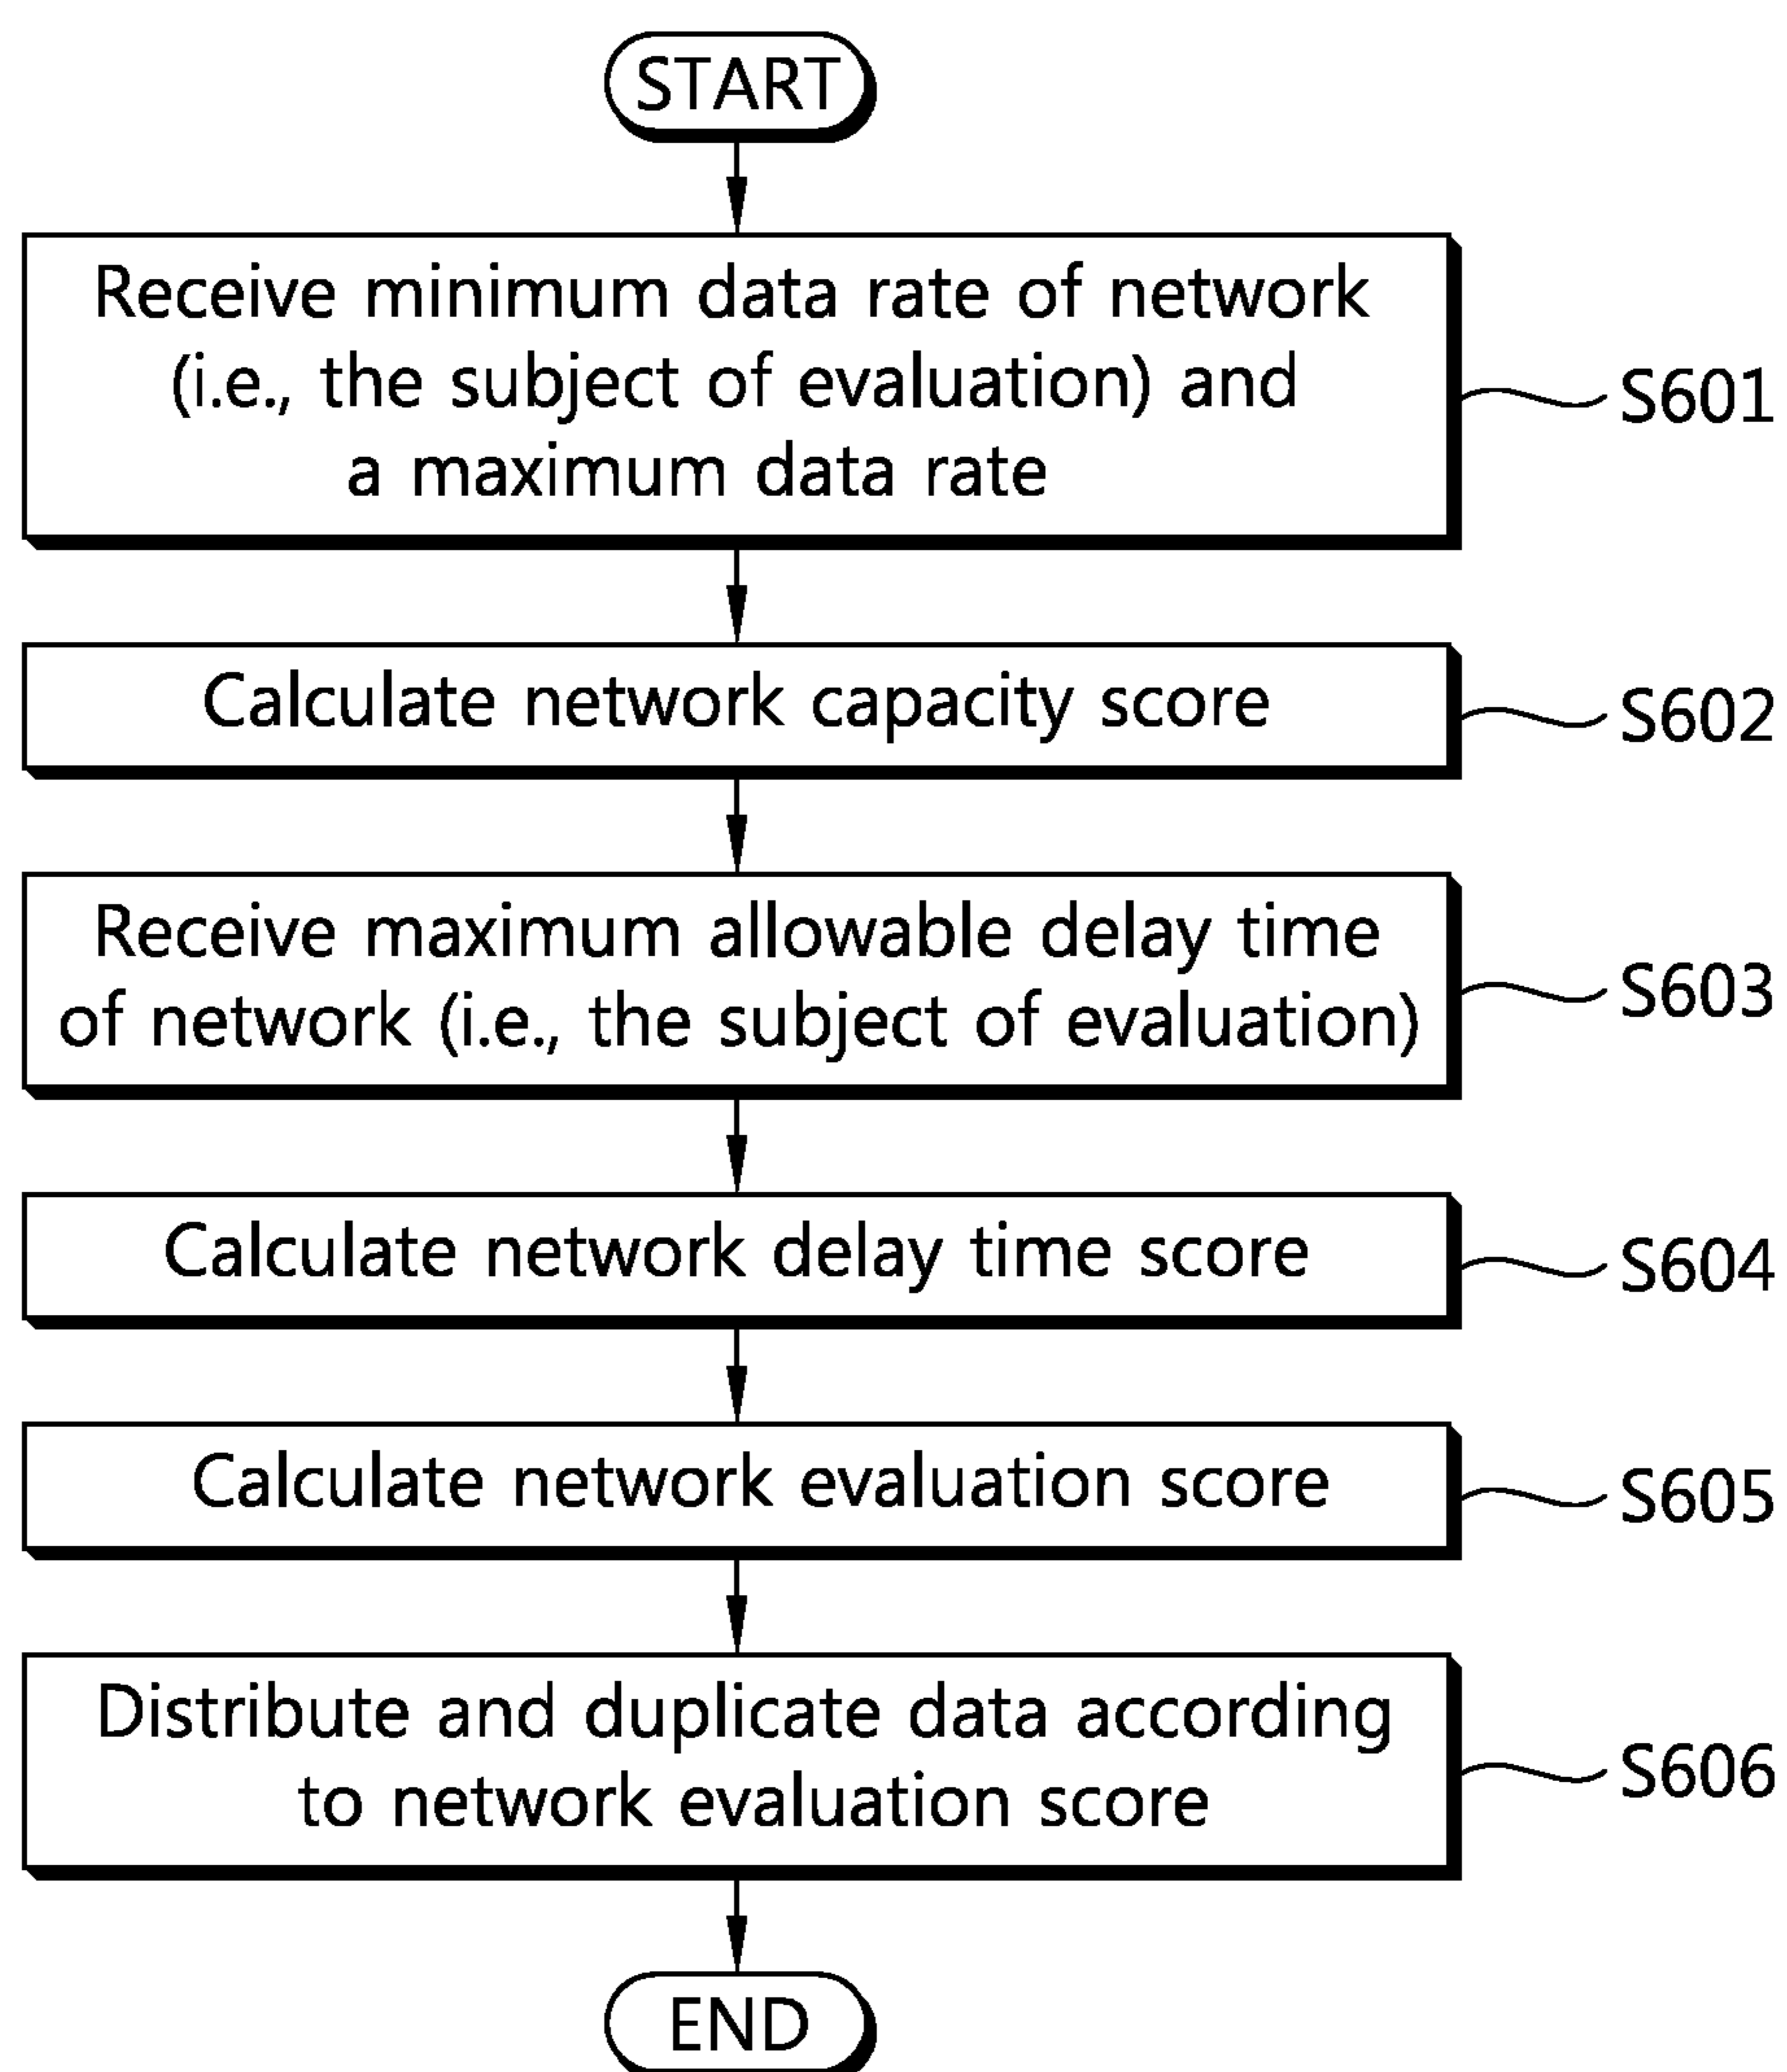 START
Receive minimum data rate of network
(i.e., the subject of evaluation) and
a maximum data rate
S601
Calculate network capacity score
S602
Receive maximum allowable delay time
of network (i.e., the subject of evaluation)
S603
Calculate network delay time score
S604
Calculate network evaluation score
S605
Distribute and duplicate data according
to network evaluation score
S606
END